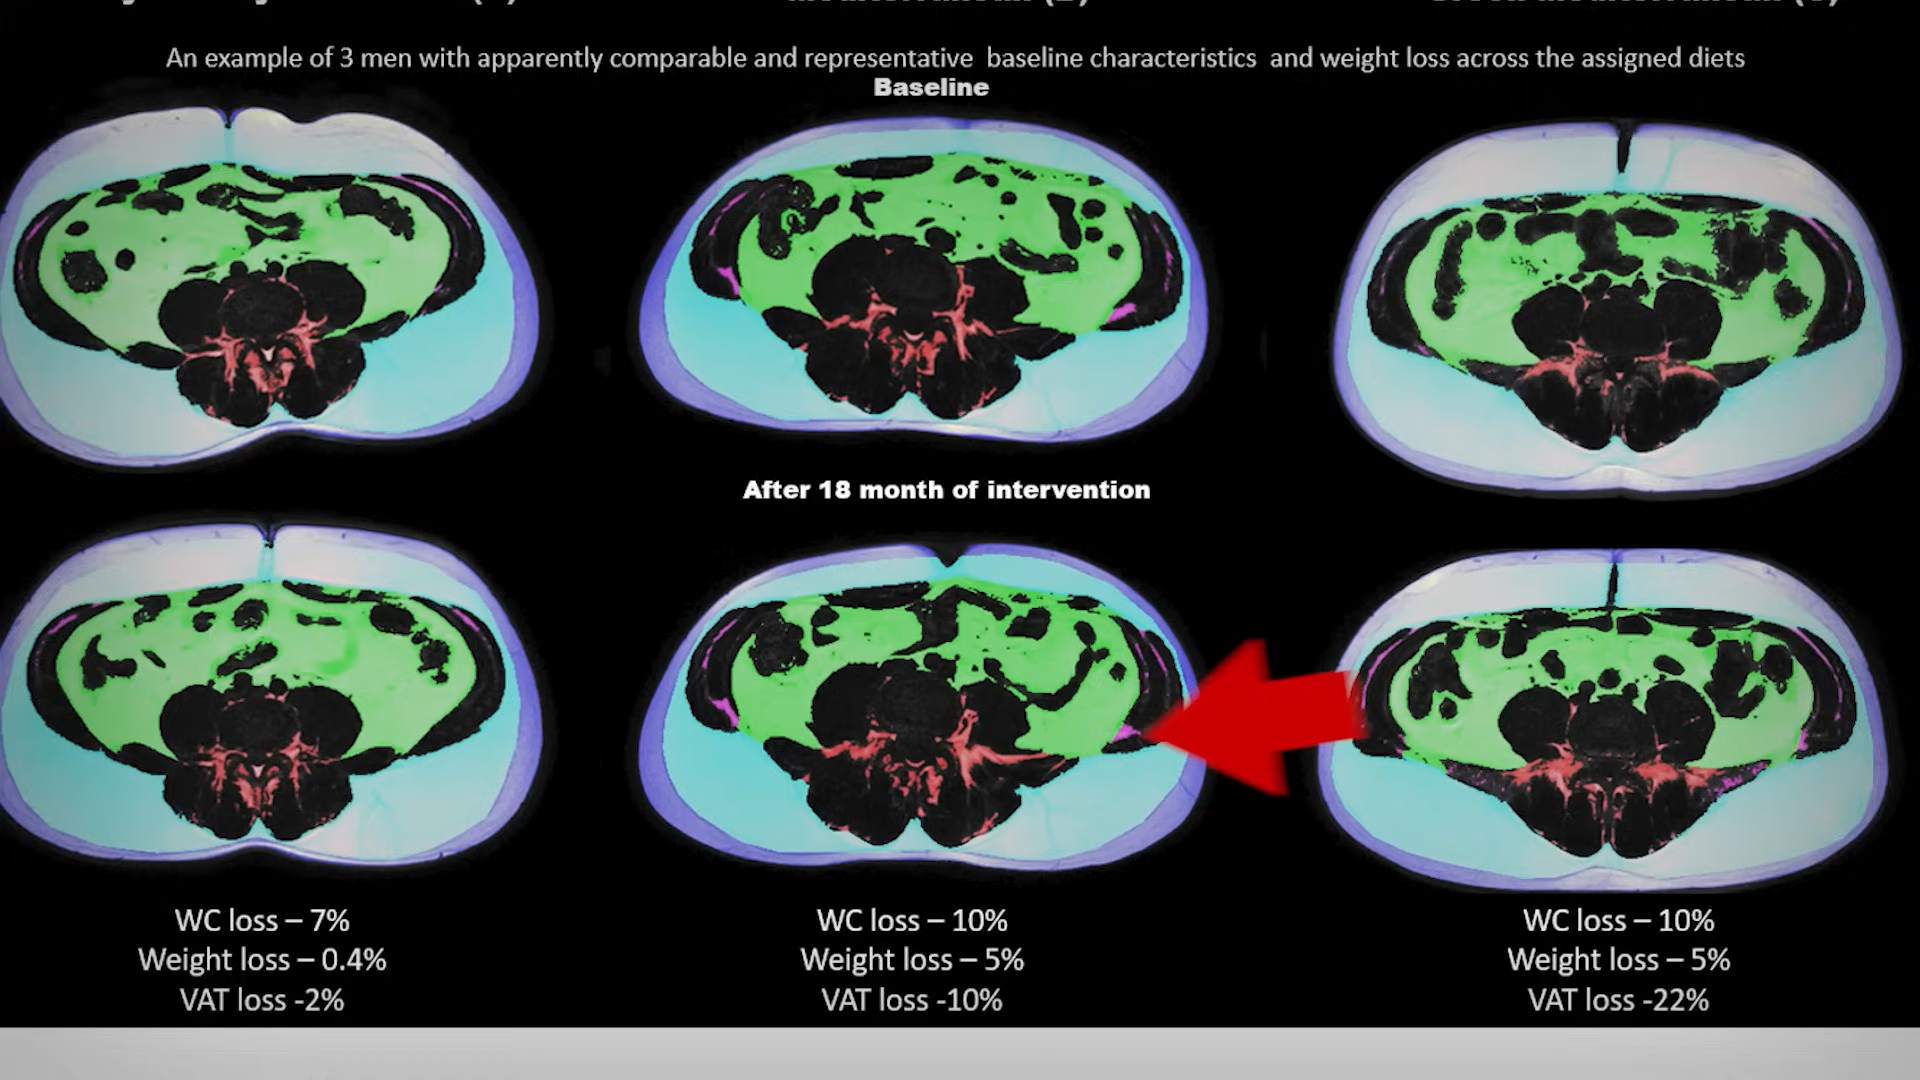 An example of 3 men with apparently comparable and representative baseline characteristics and weight loss across the assigned diets
Baseline
After 18 month of intervention
WC loss – 7%
Weight loss – 0.4%
VAT loss -2%
WC loss – 10%
Weight loss – 5%
VAT loss -10%
WC loss – 10%
Weight loss – 5%
VAT loss -22%